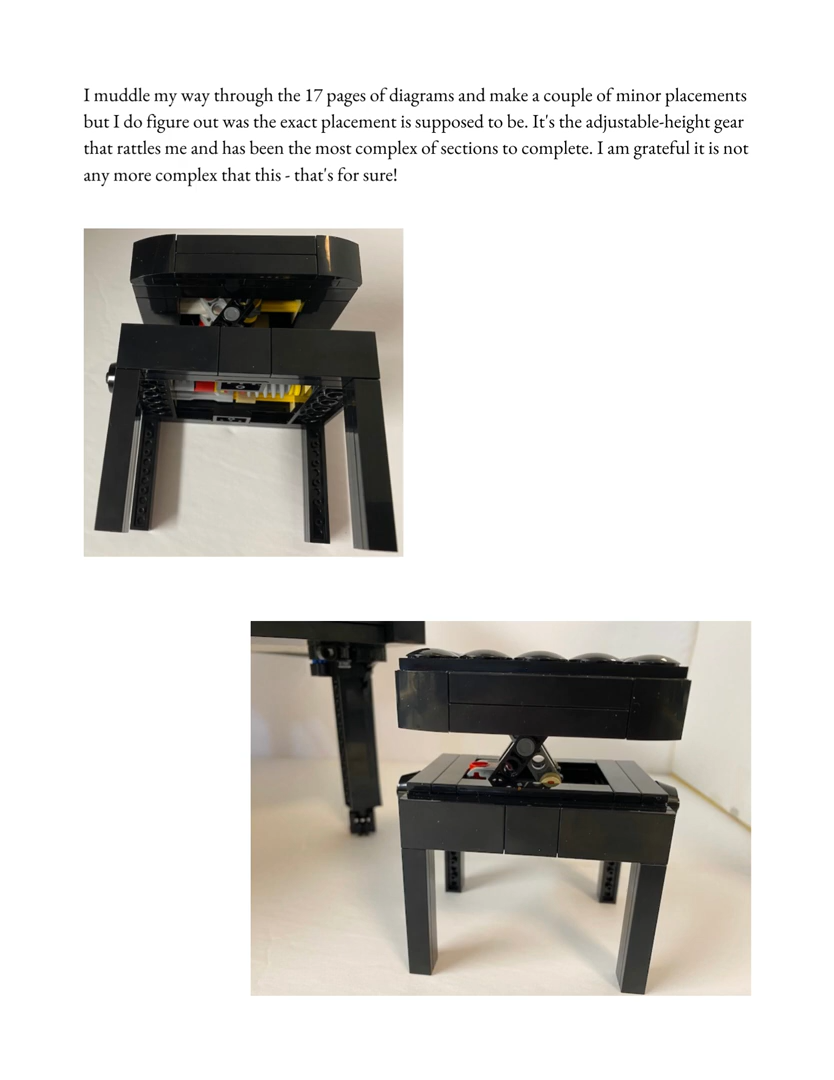 I muddle my way through the 17 pages of diagrams and make a couple of minor placements
but I do figure out was the exact placement is supposed to be. It's the adjustable-height gear
that rattles me and has been the most complex of sections to complete. I am grateful it is not
any more complex that this - that's for sure!